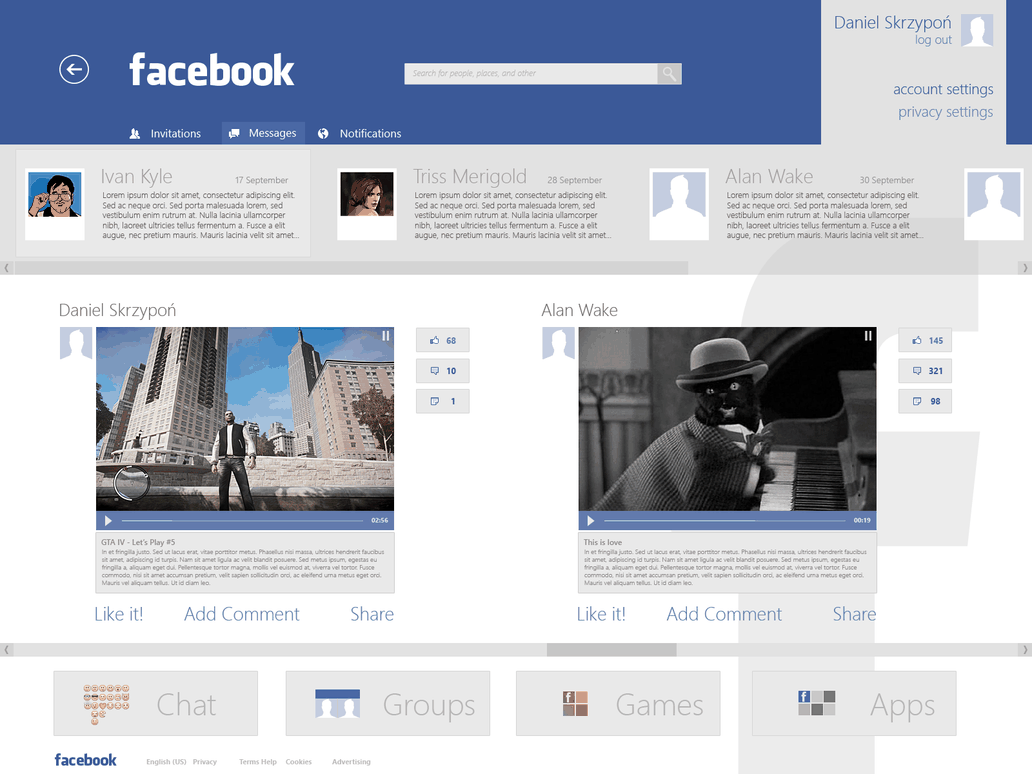 Daniel Skrzypoń
log out
facebook
Search for people, places, and other
account settings
privacy settings
Invitations
Messages
Notifications
Ivan Kyle
17 September
Lorem ipsum dolor sit amet, consectetur adipiscing elit.
Sed ac neque orci. Sed porta malesuada lorem, sed
vestibulum enim rutrum at. Nulla lacinia ullamcorper
nibh, laoreet ultricies tellus fermentum a. Fusce a elit
augue, nec pretium mauris. Mauris lacinia velit sit amet...
Triss Merigold
28 September
Lorem ipsum dolor sit amet, consectetur adipiscing elit.
Sed ac neque orci. Sed porta malesuada lorem, sed
vestibulum enim rutrum at. Nulla lacinia ullamcorper
nibh, laoreet ultricies tellus fermentum a. Fusce a elit
augue, nec pretium mauris. Mauris lacinia velit sit amet...
Alan Wake
30 September
Lorem ipsum dolor sit amet, consectetur adipiscing elit.
Sed ac neque orci. Sed porta malesuada lorem, sed
vestibulum enim rutrum at. Nulla lacinia ullamcorper
nibh, laoreet ultricies tellus fermentum a. Fusce a elit
augue, nec pretium mauris. Mauris lacinia velit sit amet...
Daniel Skrzypoń
68
10
1
02:56
GTA IV - Let's Play #5
In et fringilla justo. Sed ut lacus erat, vitae porttitor metus. Phasellus nisi massa, ultrices hendrerit faucibus
sit amet, adipiscing id turpis. Nam sit amet ligula ac velit blandit posuere. Sed metus ipsum, egestas eu
fringilla a, aliquam eget dui. Pellentesque tortor magna, mollis vel euismod at, viverra vel dolor. Fusce
commodo, nisi sit amet accumsan pretium, velit sapien sollicitudin orci, ac eleifend urna metus eget orci.
Mauris vel aliquam tellus. Ut id diam leo.
Like it!
Add Comment
Share
Alan Wake
145
321
98
00:19
This is love
In et fringilla justo. Sed ut lacus erat, vitae porttitor metus. Phasellus nisi massa, ultrices hendrerit faucibus
sit amet, adipiscing id turpis. Nam sit amet ligula ac velit blandit posuere. Sed metus ipsum, egestas eu
fringilla a, aliquam eget dui. Pellentesque tortor magna, mollis vel euismod at, viverra vel dolor. Fusce
commodo, nisi sit amet accumsan pretium, velit sapien sollicitudin orci, ac eleifend urna metus eget orci.
Mauris vel aliquam tellus. Ut id diam leo.
Like it!
Add Comment
Share
Chat
Groups
f
Games
f
Apps
facebook
English (US) Privacy Terms Help Cookies Advertising